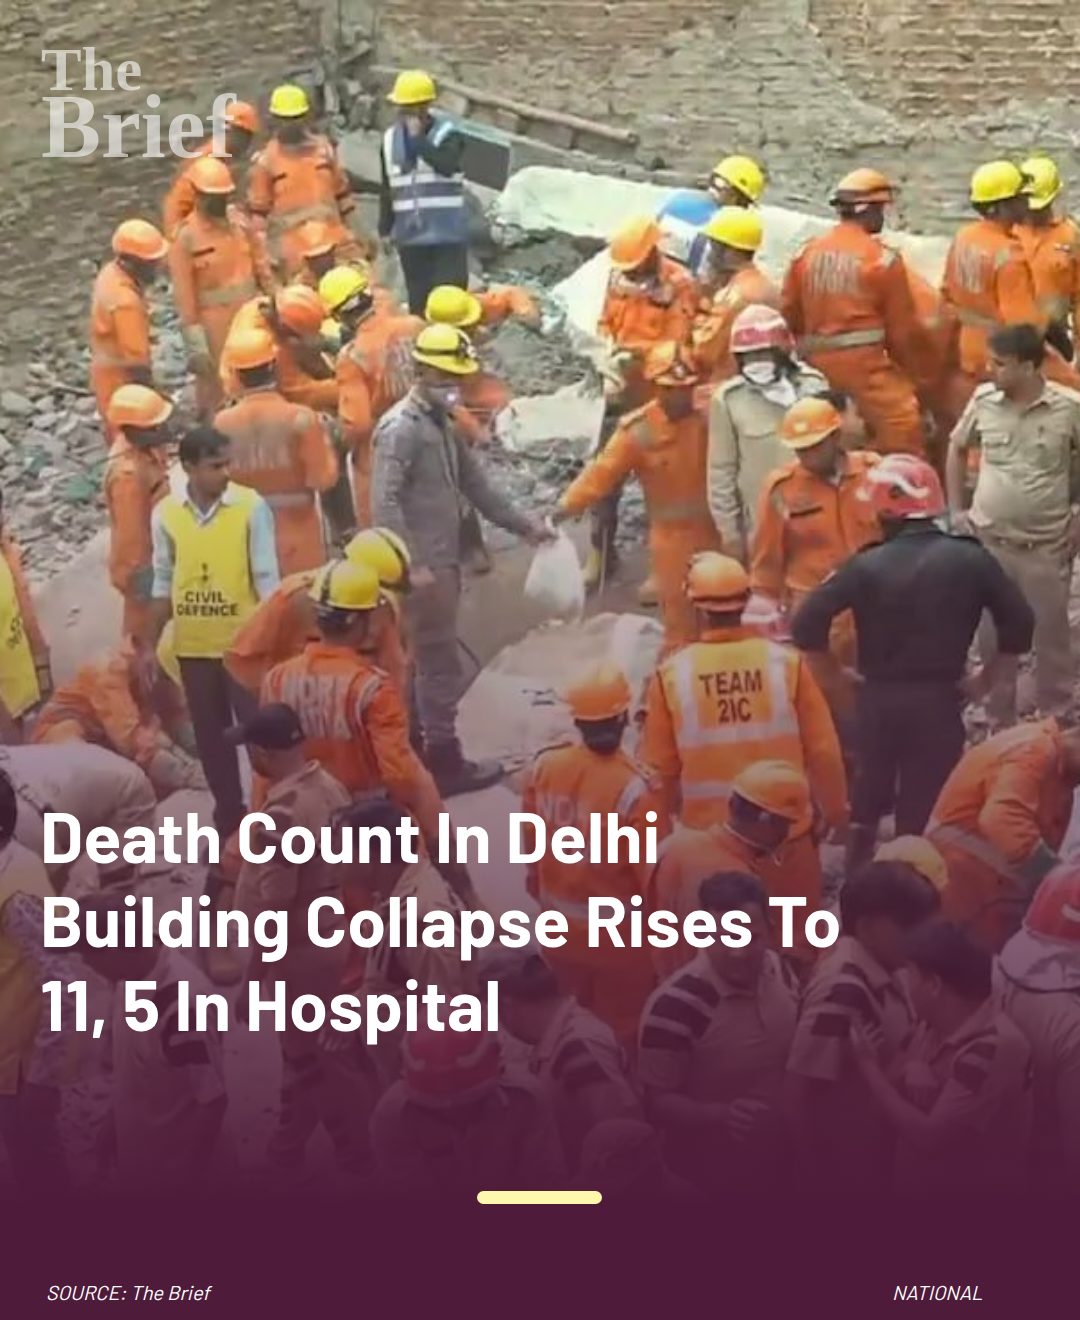 The
Brief
CIVIL
DEFENCE
TEAM
2IC
Death Count In Delhi
Building Collapse Rises To
11, 5 In Hospital
SOURCE: The Brief
NATIONAL